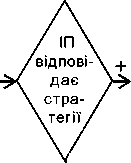 ІП
відпові-
дає
стра-
тегії
+